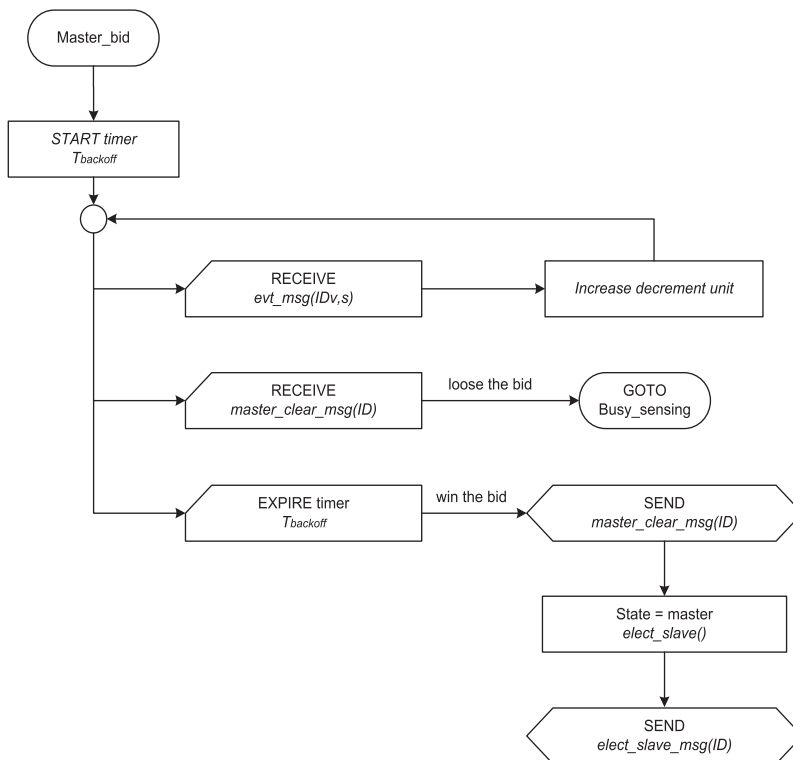 Master_bid
START timer
Tbackoff
RECEIVE
evt_msg(IDv,s)
Increase decrement unit
RECEIVE
master_clear_msg(ID)
loose the bid
GOTO
Busy_sensing
EXPIRE timer
Tbackoff
win the bid
SEND
master_clear_msg(ID)
State = master
elect_slave()
SEND
elect_slave_msg(ID)